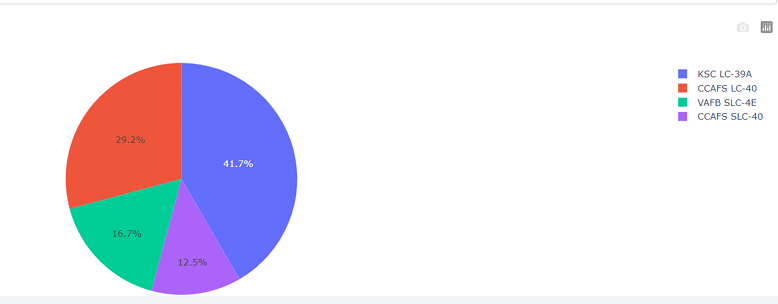 KSC LC-39A
CCAFS LC-40
VAFB SLC-4E
CCAFS SLC-40
29.2%
41.7%
16.7%
12.5%